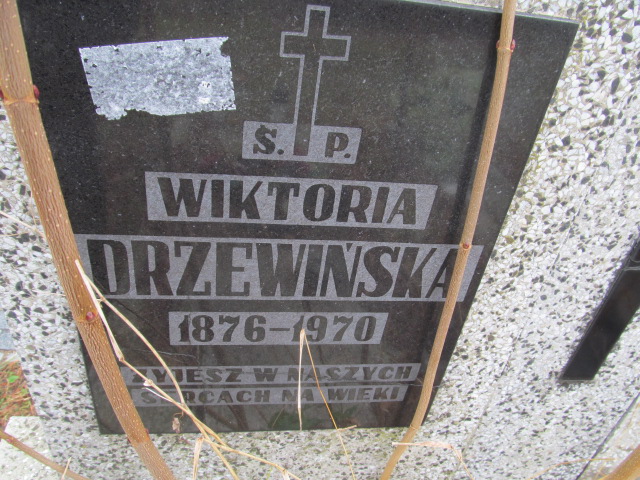 Ś. P.
WIKTORIA
DRZEWIŃSKA
1876-1970
ŻYJESZ W NASZYCH
SERCACH NA WIEKI